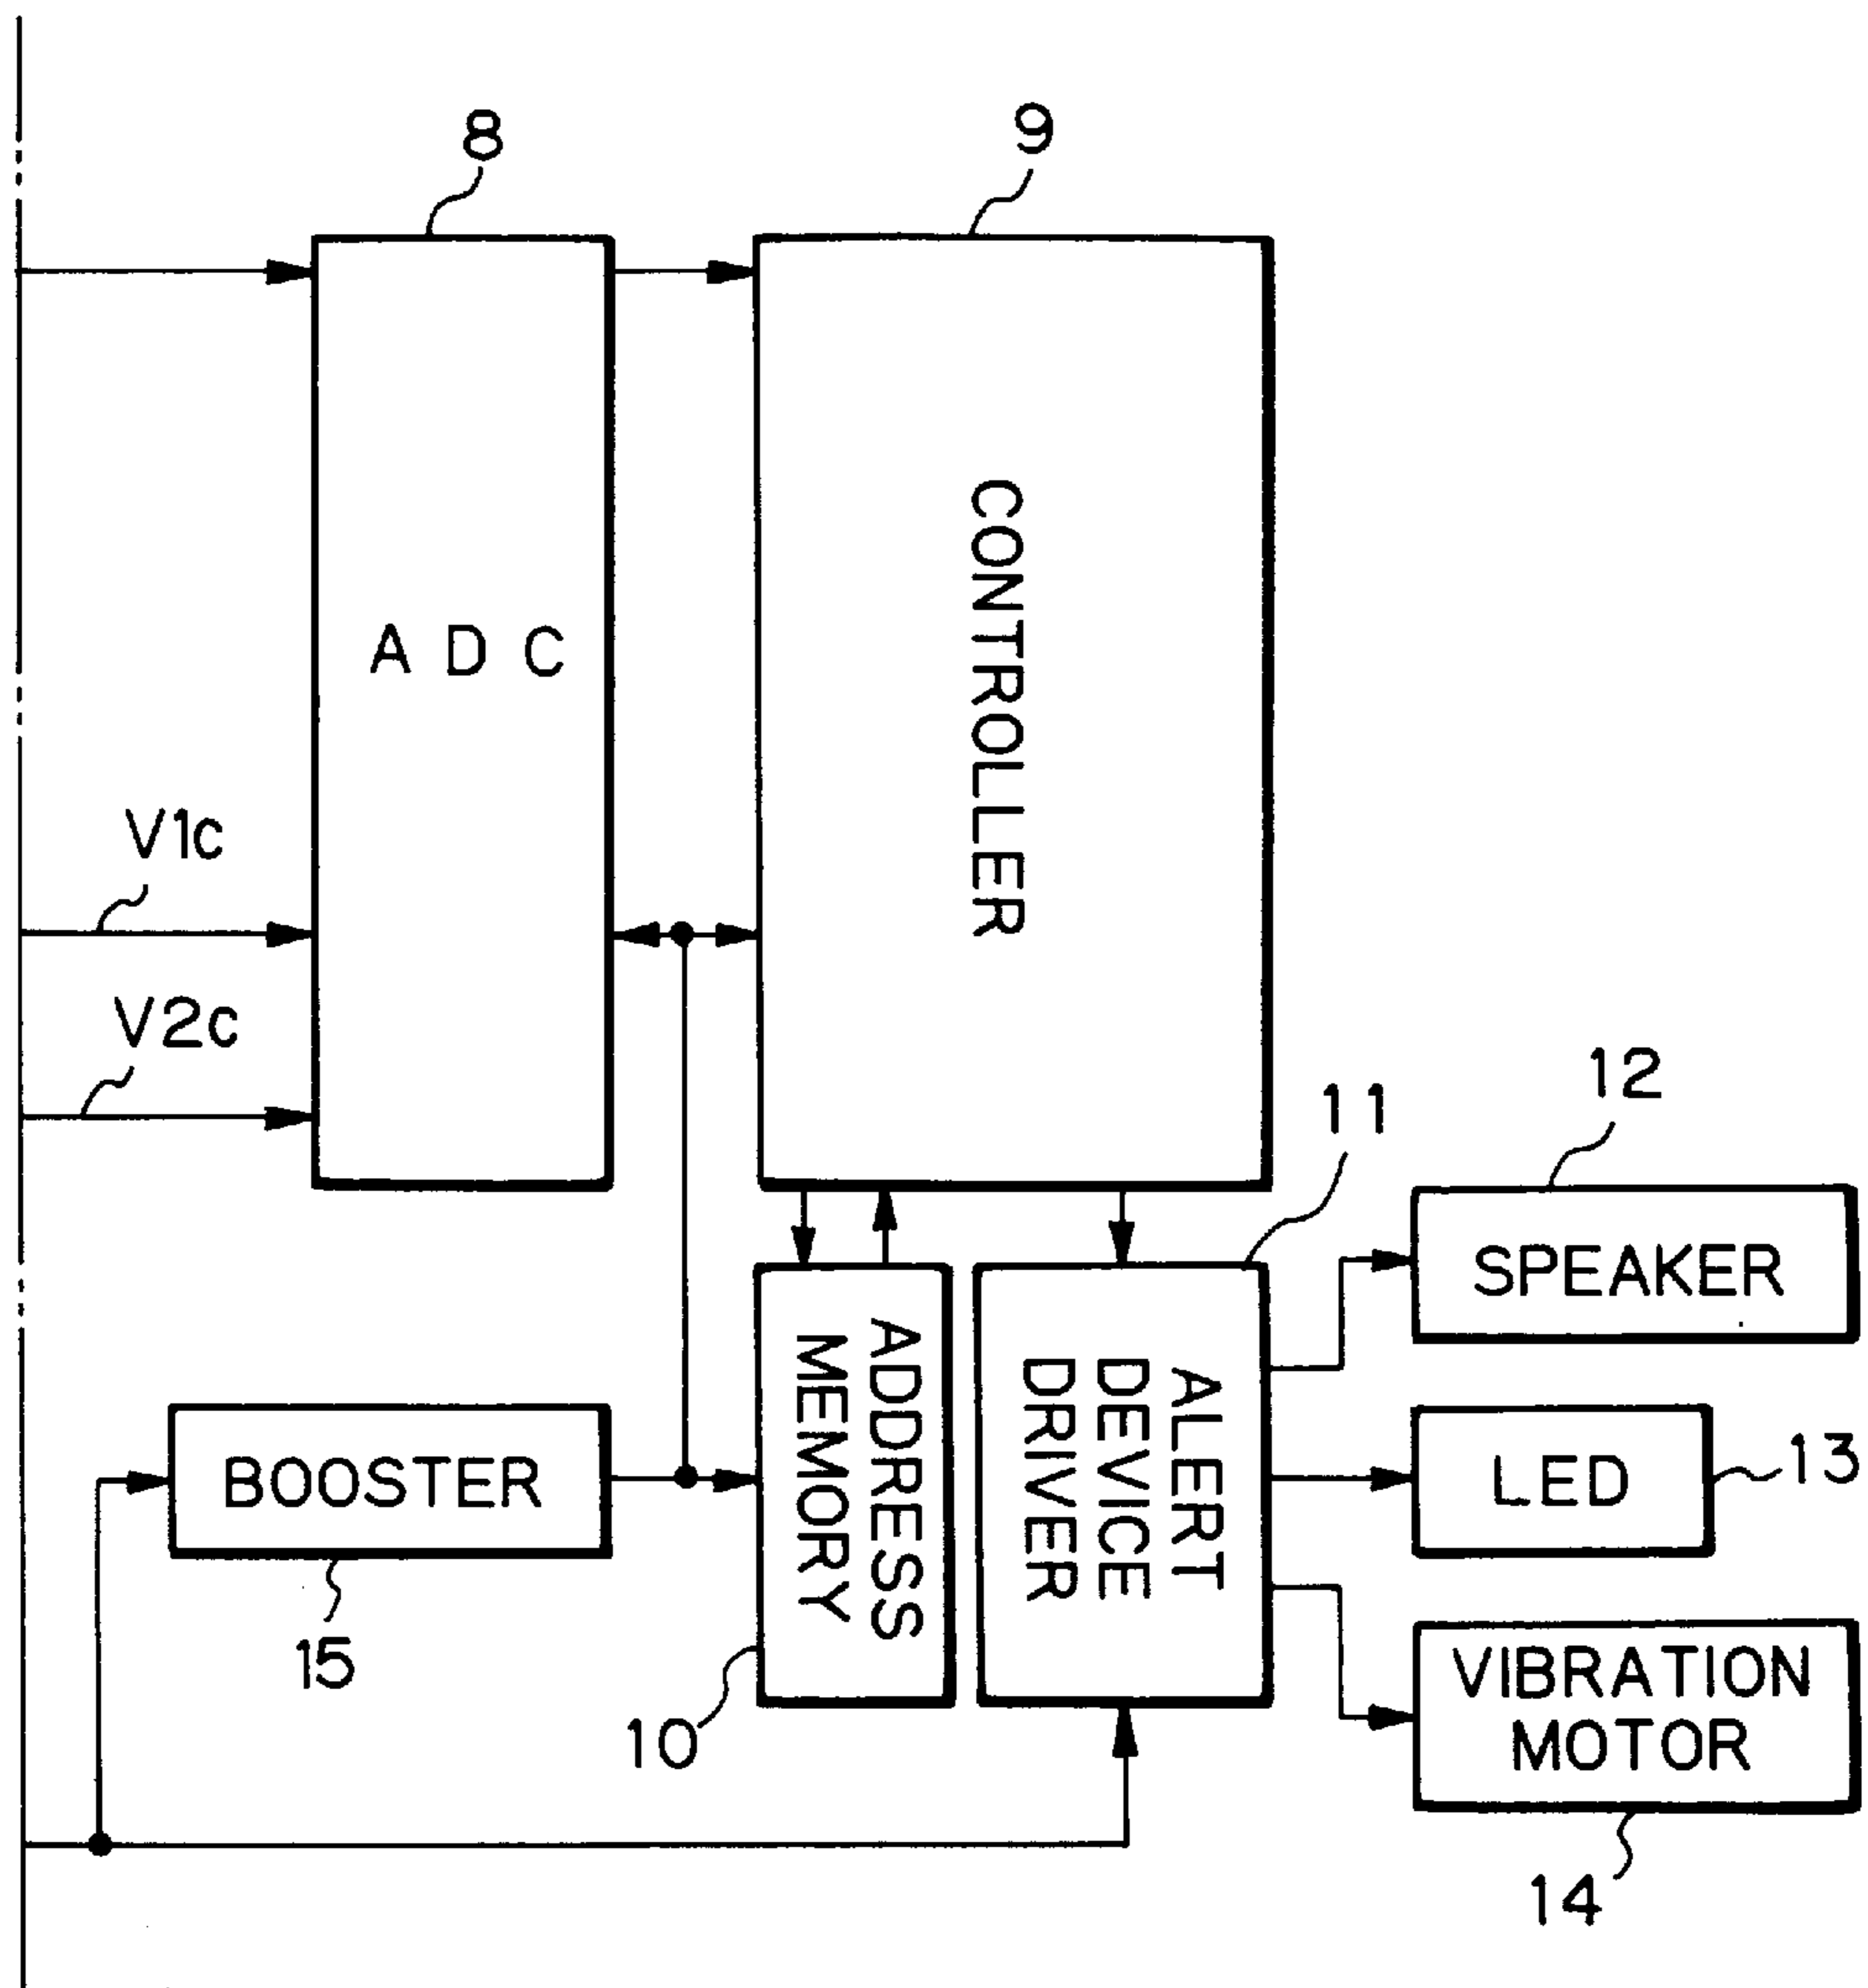 8
9
A D C
CONTROLLER
V1c
V2c
12
11
SPEAKER
ADDRESS
MEMORY
ALERT
DEVICE
DRIVER
BOOSTER
LED
13
15
10
VIBRATION
MOTOR
14